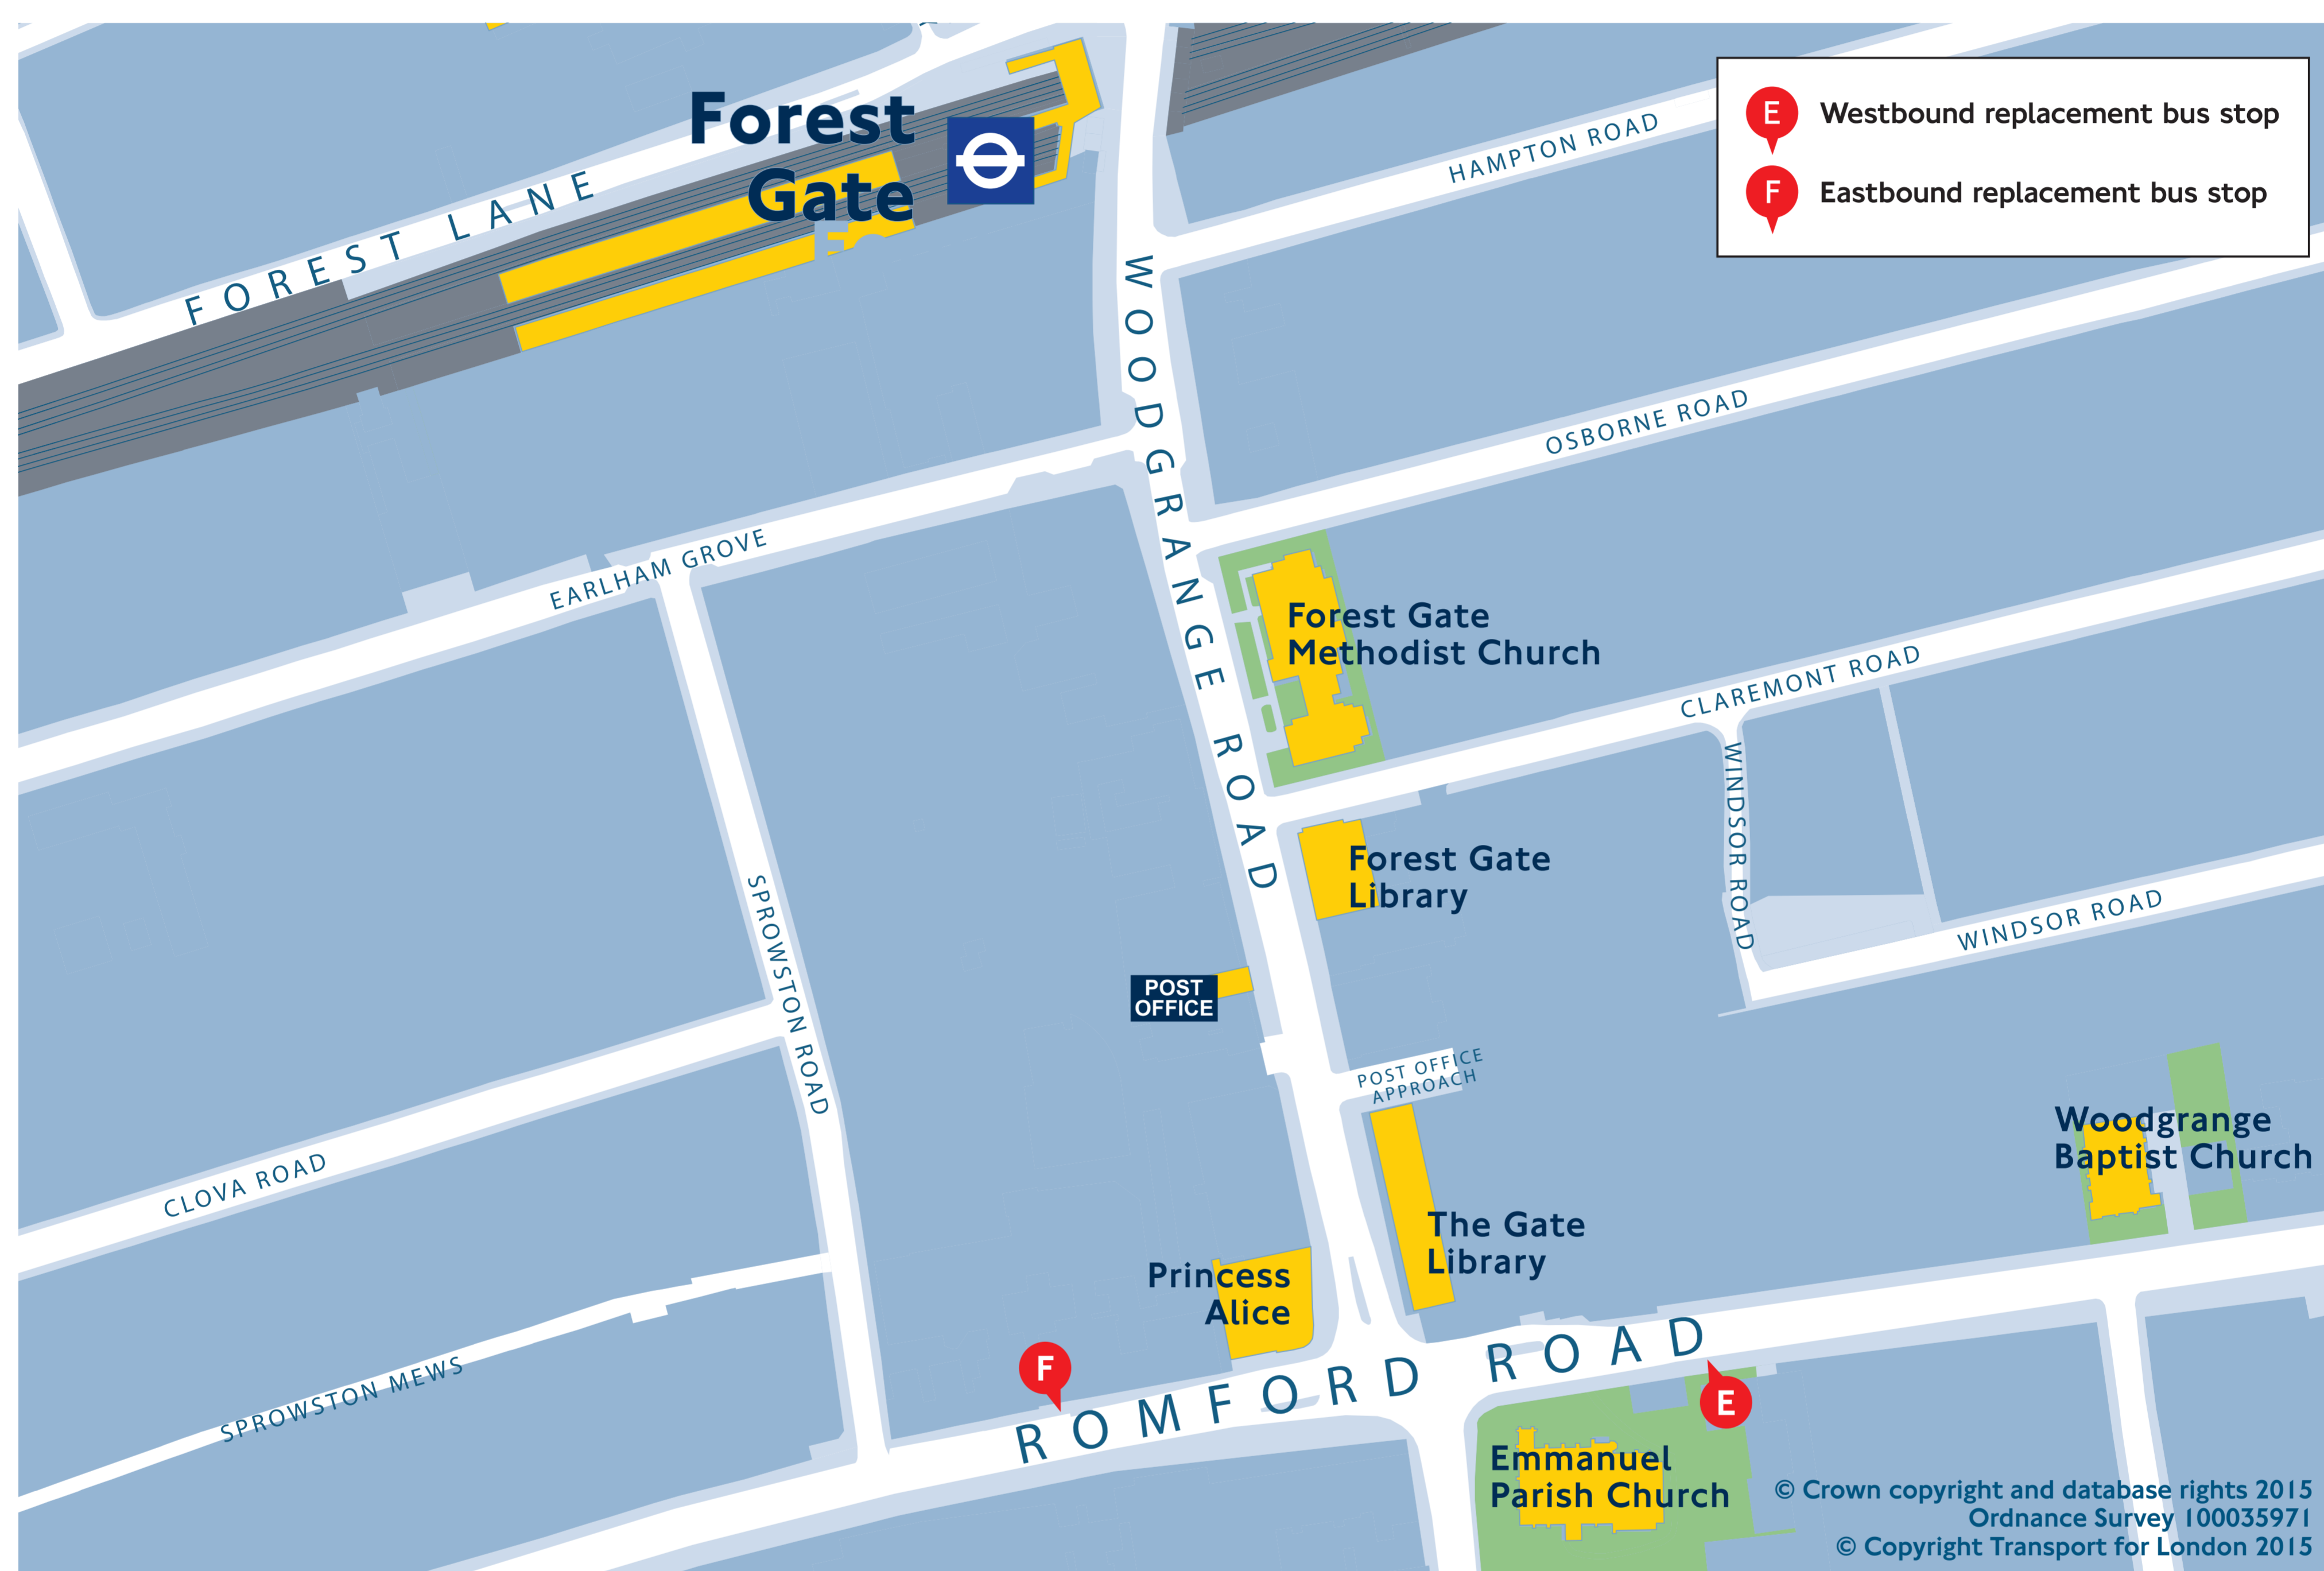 Forest
Gate
E
Westbound replacement bus stop
F
Eastbound replacement bus stop
HAMPTON ROAD
FOREST LANE
WOODGRANGE ROAD
OSBORNE ROAD
EARLHAM GROVE
Forest Gate
Methodist Church
CLAREMONT ROAD
WINDSOR ROAD
Forest Gate
Library
SPROWSTON ROAD
WINDSOR ROAD
POST
OFFICE
POST OFFICE
APPROACH
Woodgrange
Baptist Church
CLOVA ROAD
The Gate
Library
Princess
Alice
F
ROMFORD ROAD
E
SPROWSTON MEWS
Emmanuel
Parish Church
© Crown copyright and database rights 2015
Ordnance Survey 100035971
© Copyright Transport for London 2015